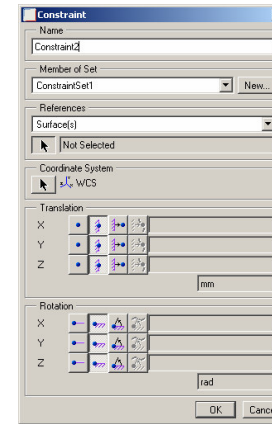 Constraint
Name
Constraint2
Member of Set
ConstraintSet1
New...
References
Surface(s)
Not Selected
Coordinate System
WCS
Translation
X
Y
Z
mm
Rotation
X
Y
Z
rad
OK Cance